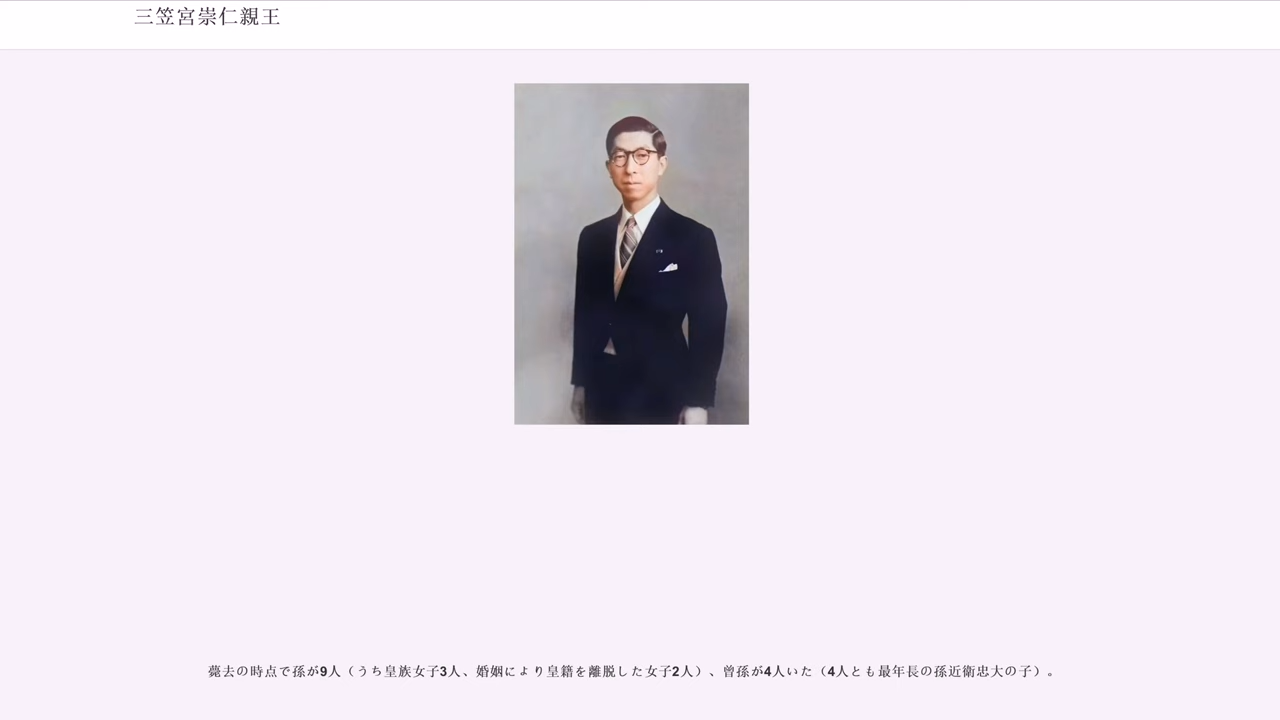 三笠宮崇仁親王
薨去の時点で孫が9人（うち皇族女子3人、婚姻により皇籍を離脱した女子2人）、曾孫が4人いた（4人とも最年長の孫近衛忠大の子）。